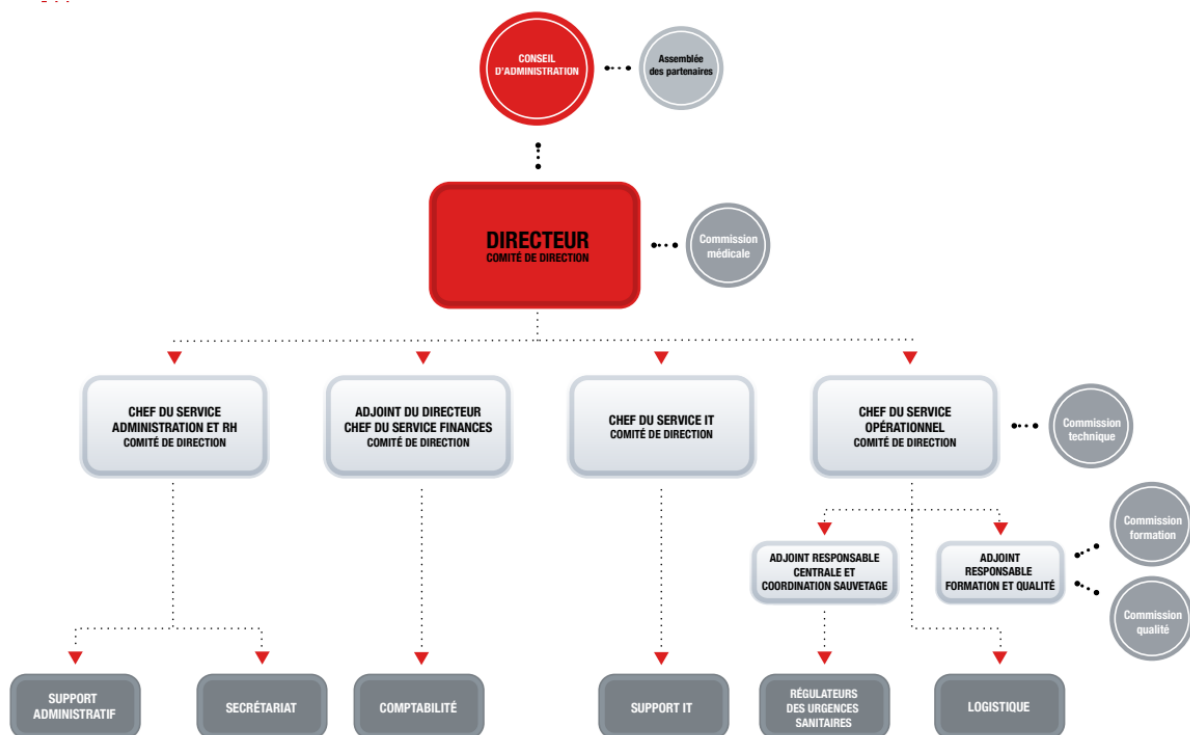 CONSEIL
D'ADMINISTRATION
Assemblée
des partenaires
DIRECTEUR
COMITÉ DE DIRECTION
Commission
médicale
CHEF DU SERVICE
ADMINISTRATION ET RH
COMITÉ DE DIRECTION
ADJOINT DU DIRECTEUR
CHEF DU SERVICE FINANCES
COMITÉ DE DIRECTION
CHEF DU SERVICE IT
COMITÉ DE DIRECTION
CHEF DU SERVICE
OPÉRATIONNEL
COMITÉ DE DIRECTION
Commission
technique
ADJOINT RESPONSABLE
CENTRALE ET
COORDINATION SAUVETAGE
ADJOINT
RESPONSABLE
FORMATION ET QUALITÉ
Commission
formation
Commission
qualité
SUPPORT
ADMINISTRATIF
SECRÉTARIAT
COMPTABILITÉ
SUPPORT IT
RÉGULATEURS
DES URGENCES
SANITAIRES
LOGISTIQUE